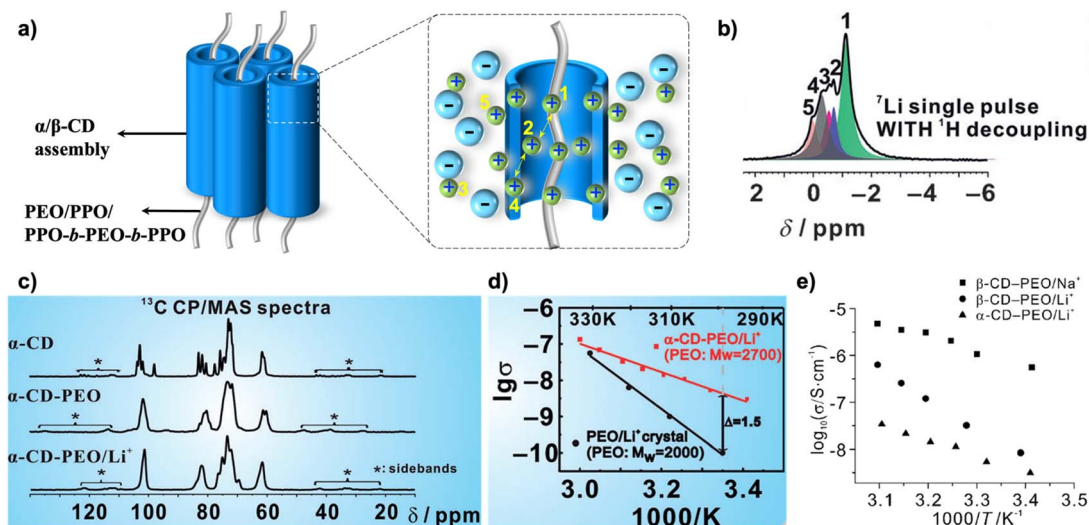 a)
α/β-CD
assembly
PEO/PPO/
PPO-b-PEO-b-PPO
1
2
3
4
5
+
-
b)
1
2
3
4
5
⁷Li single pulse
WITH ¹H decoupling
2 0 −2 −4 −6
δ / ppm
c)
¹³C CP/MAS spectra
α-CD
* *
α-CD-PEO
* *
α-CD-PEO/Li⁺
* *
*: sidebands
120 100 80 60 40 20
δ / ppm
d)
330K 310K 290K
−6
−7
−8
−9
−10
lgσ
α-CD-PEO/Li⁺
(PEO: Mw=2700)
Δ=1.5
PEO/Li⁺crystal
(PEO: Mw=2000)
3.0 3.2 3.4
1000/K
e)
β-CD–PEO/Na⁺
β-CD–PEO/Li⁺
α-CD–PEO/Li⁺
-5
-6
-7
-8
log₁₀(σ/S·cm⁻¹)
3.1 3.2 3.3 3.4
1000/T /K⁻¹